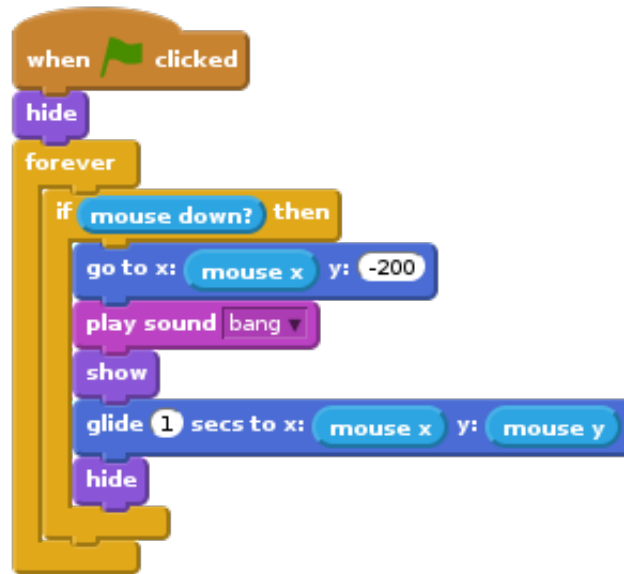 when clicked
hide
forever
if mouse down? then
go to x: mouse x y: -200
play sound bang
show
glide 1 secs to x: mouse x y: mouse y
hide